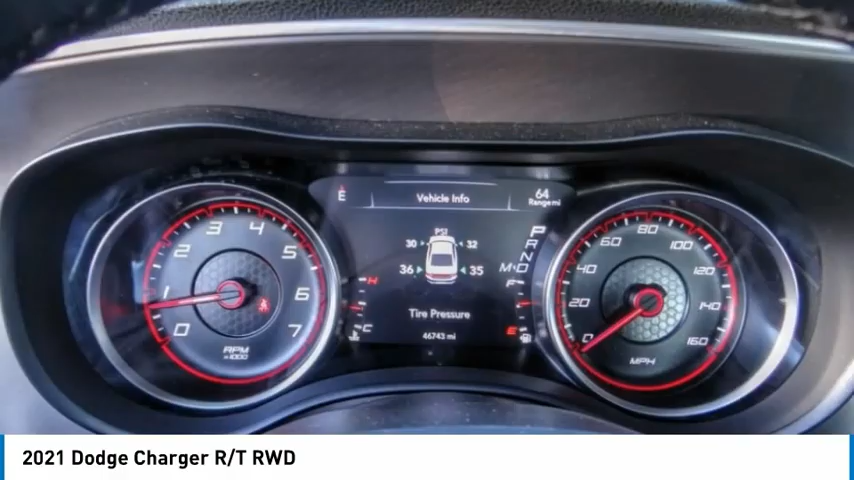 E Vehicle Info 64
Range mi
PSI
30 32
36 35
Tire Pressure
46743 mi
P
R
N
M D
H
C
F
E
0 1 2 3 4 5 6 7
RPM
x1000
0 20 40 60 80 100 120 140 160
MPH
2021 Dodge Charger R/T RWD